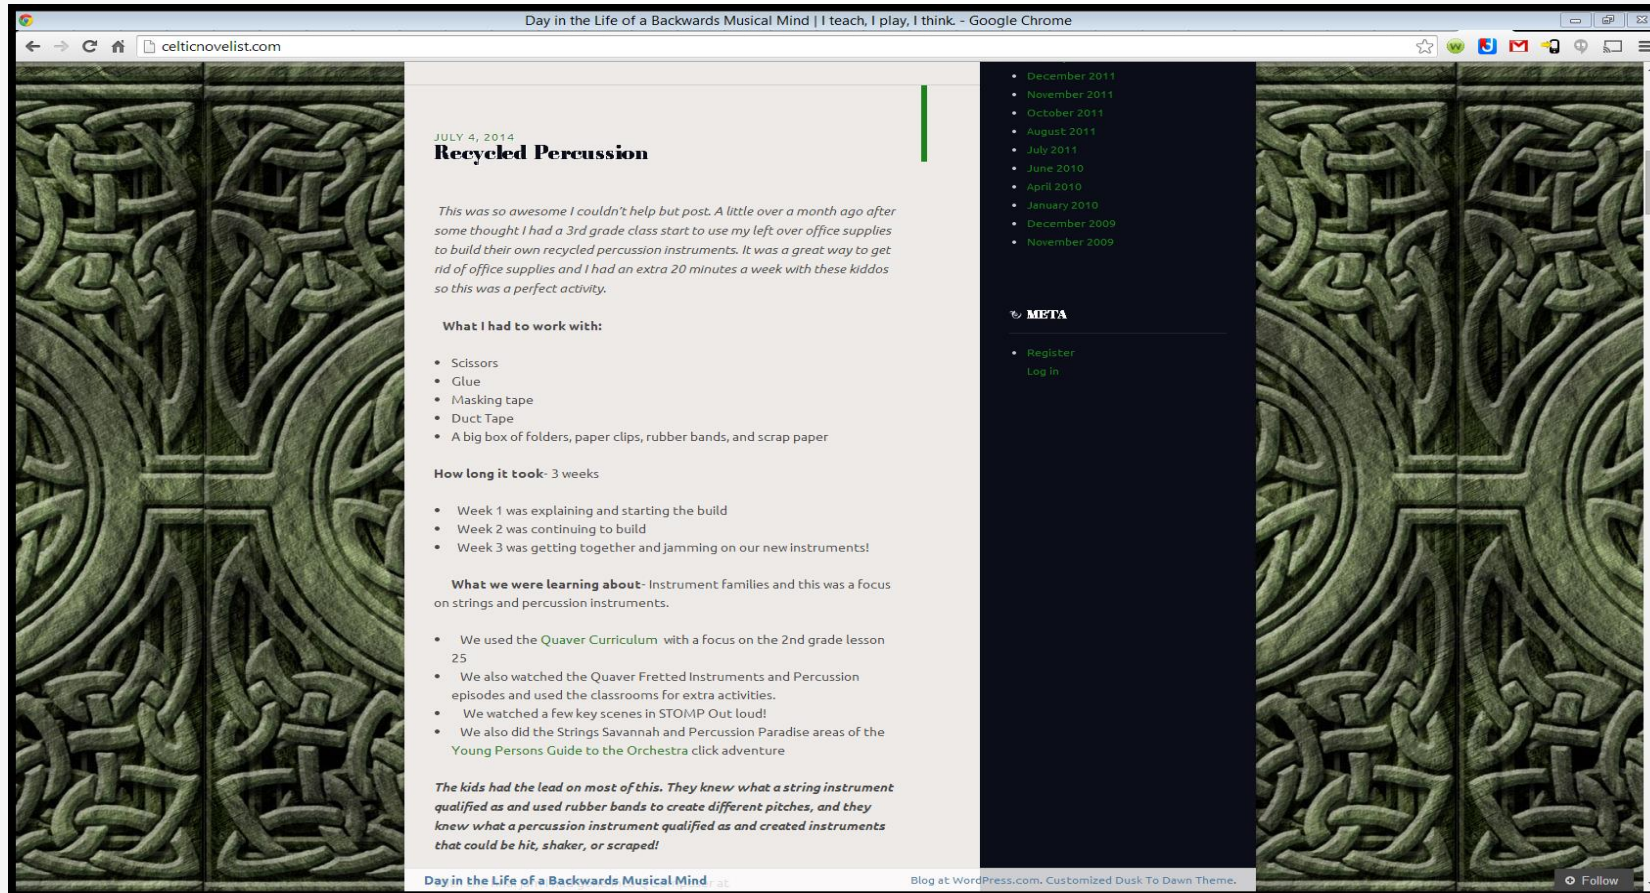 Day in the Life of a Backwards Musical Mind | I teach, I play, I think. - Google Chrome
celticnovelist.com
JULY 4, 2014
Recycled Percussion
This was so awesome I couldn't help but post. A little over a month ago after
some thought I had a 3rd grade class start to use my left over office supplies
to build their own recycled percussion instruments. It was a great way to get
rid of office supplies and I had an extra 20 minutes a week with these kiddos
so this was a perfect activity.
What I had to work with:
• Scissors
• Glue
• Masking tape
• Duct Tape
• A big box of folders, paper clips, rubber bands, and scrap paper
How long it took- 3 weeks
• Week 1 was explaining and starting the build
• Week 2 was continuing to build
• Week 3 was getting together and jamming on our new instruments!
What we were learning about- Instrument families and this was a focus
on strings and percussion instruments.
• We used the Quaver Curriculum with a focus on the 2nd grade lesson
25
• We also watched the Quaver Fretted Instruments and Percussion
episodes and used the classrooms for extra activities.
• We watched a few key scenes in STOMP Out loud!
• We also did the Strings Savannah and Percussion Paradise areas of the
Young Persons Guide to the Orchestra click adventure
The kids had the lead on most of this. They knew what a string instrument
qualified as and used rubber bands to create different pitches, and they
knew what a percussion instrument qualified as and created instruments
that could be hit, shaker, or scraped!
• December 2011
• November 2011
• October 2011
• August 2011
• July 2011
• June 2010
• April 2010
• January 2010
• December 2009
• November 2009
META
• Register
Log in
Day in the Life of a Backwards Musical Mind
Blog at WordPress.com. Customized Dusk To Dawn Theme.
Follow